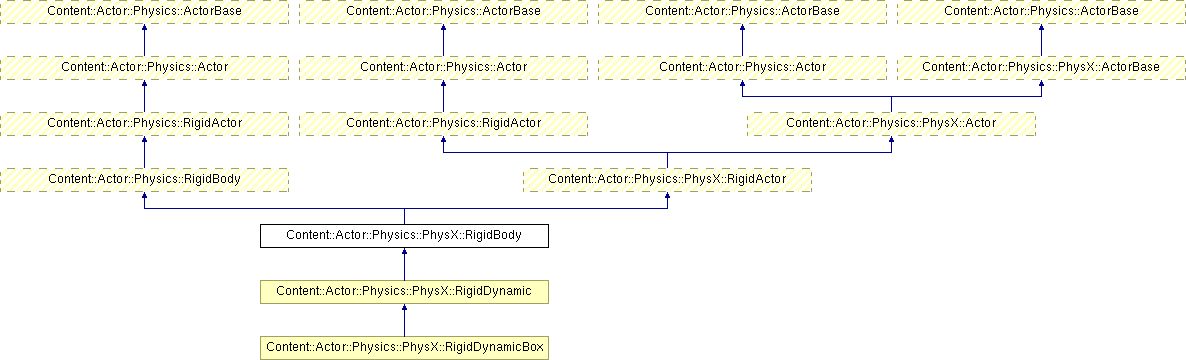 Content::Actor::Physics::ActorBase
Content::Actor::Physics::ActorBase
Content::Actor::Physics::ActorBase
Content::Actor::Physics::ActorBase
Content::Actor::Physics::Actor
Content::Actor::Physics::Actor
Content::Actor::Physics::Actor
Content::Actor::Physics::PhysX::ActorBase
Content::Actor::Physics::RigidActor
Content::Actor::Physics::RigidActor
Content::Actor::Physics::PhysX::Actor
Content::Actor::Physics::RigidBody
Content::Actor::Physics::PhysX::RigidActor
Content::Actor::Physics::PhysX::RigidBody
Content::Actor::Physics::PhysX::RigidDynamic
Content::Actor::Physics::PhysX::RigidDynamicBox